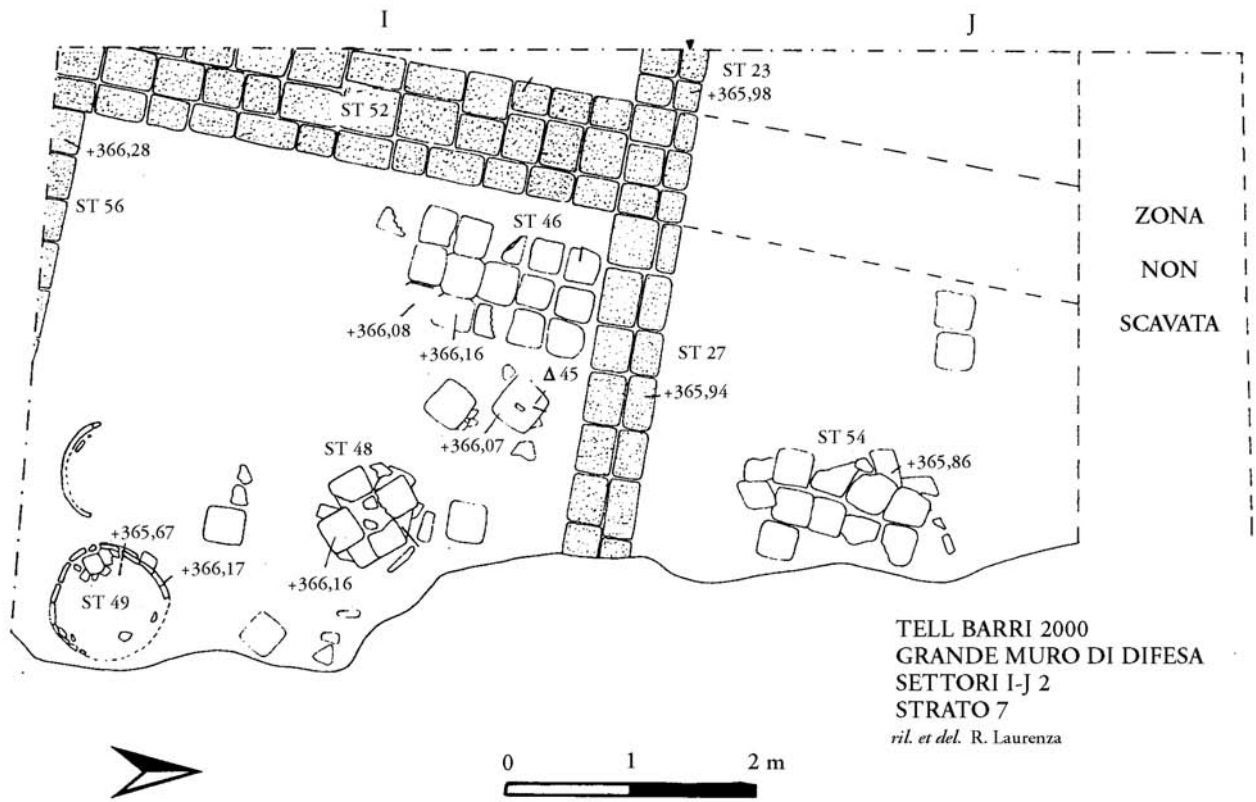 I
J
ST 23
+365,98
ST 52
+366,28
ST 56
ZONA
NON
SCAVATA
ST 46
+366,08
+366,16
ST 27
Δ 45
+365,94
+366,07
ST 48
ST 54
+365,86
+365,67
+366,17
+366,16
ST 49
TELL BARRI 2000
GRANDE MURO DI DIFESA
SETTORI I-J 2
STRATO 7
ril. et del. R. Laurenza
0 1 2 m